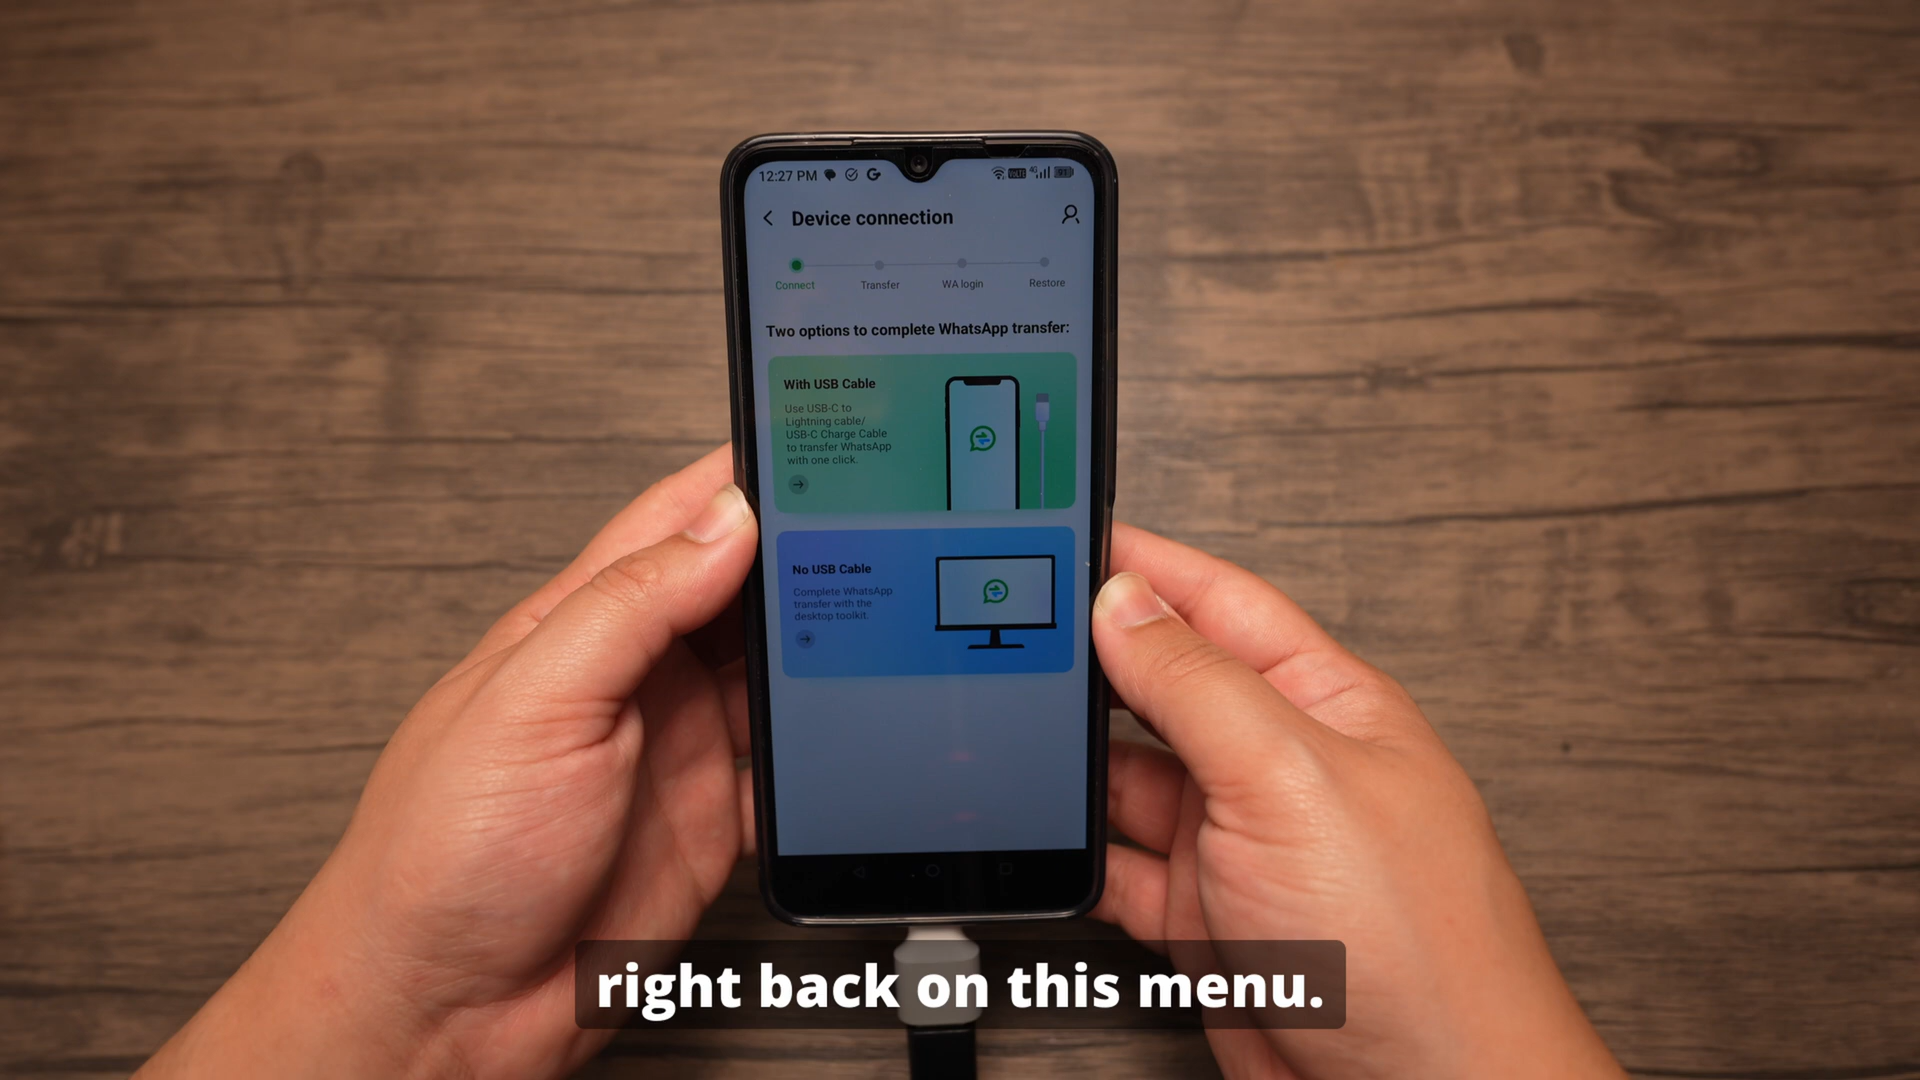 12:27 PM
Device connection
Connect
Transfer
WA login
Restore
Two options to complete WhatsApp transfer:
With USB Cable
Use USB-C to
Lightning cable/
USB-C Charge Cable
to transfer WhatsApp
with one click.
No USB Cable
Complete WhatsApp
transfer with the
desktop toolkit.
right back on this menu.